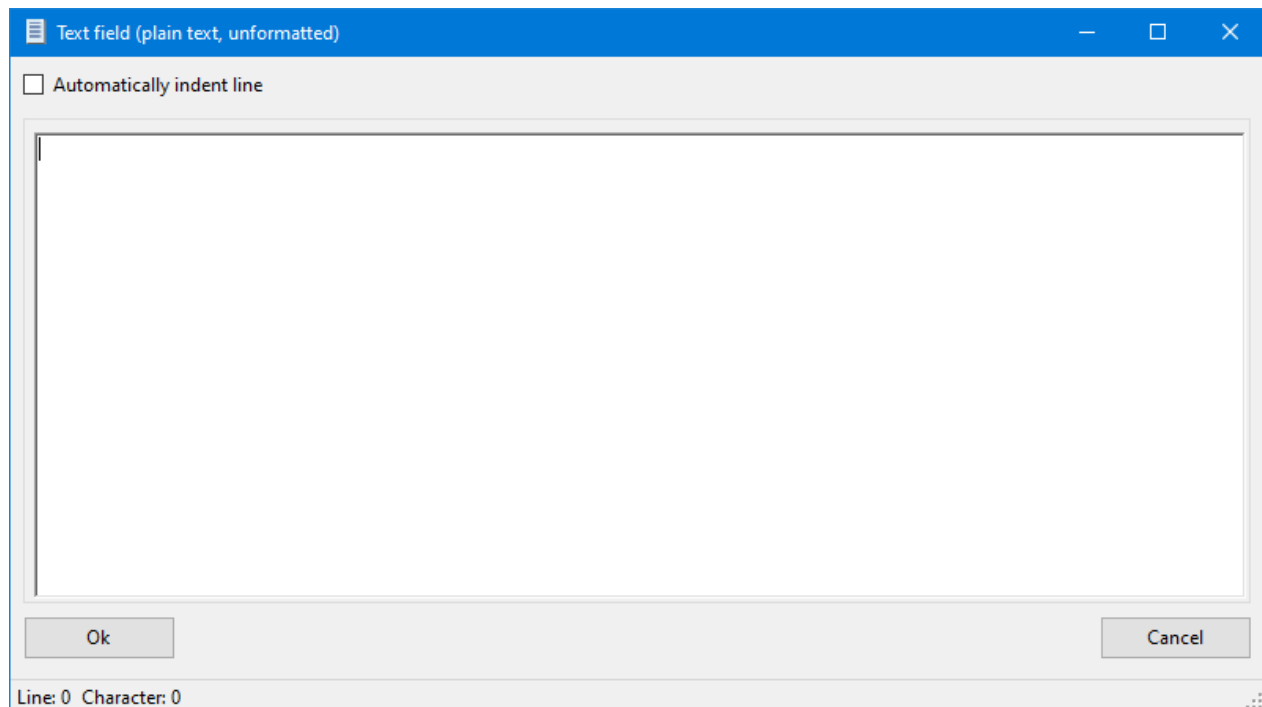 Text field (plain text, unformatted)
Automatically indent line
Ok
Cancel
Line: 0 Character: 0